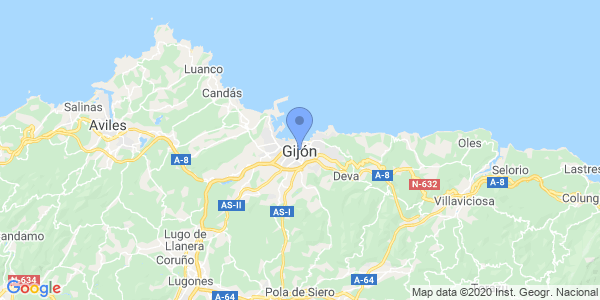 Luanco
Candás
Salinas
Avilés
A-8
Gijón
Oles
Selorio
Lastres
Deva
A-8
N-632
A-8
Villaviciosa
Colung
AS-II
AS-I
andamo
Lugo de
Llanera
Coruño
N-634
Lugones
A-64
Pola de Siero
A-64
Google
Map data ©2020 Inst. Geogr. Nacional